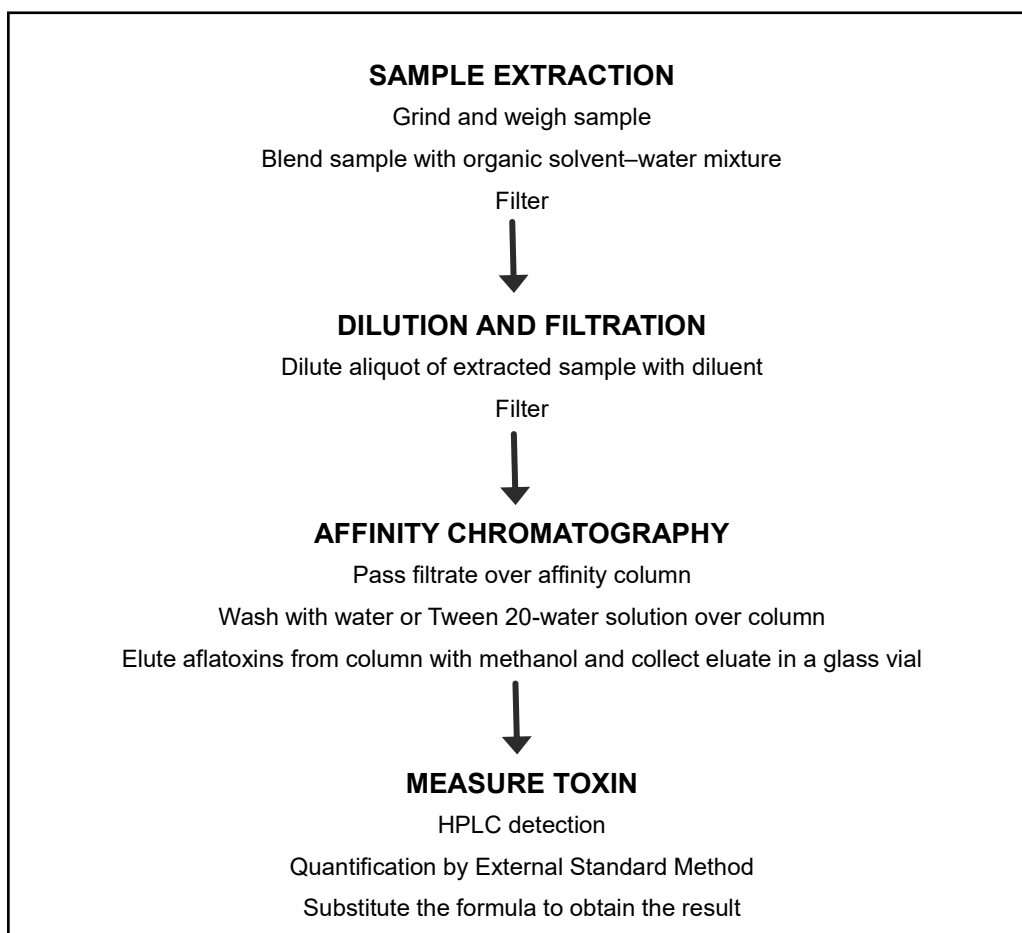 SAMPLE EXTRACTION
Grind and weigh sample
Blend sample with organic solvent–water mixture
Filter
DILUTION AND FILTRATION
Dilute aliquot of extracted sample with diluent
Filter
AFFINITY CHROMATOGRAPHY
Pass filtrate over affinity column
Wash with water or Tween 20-water solution over column
Elute aflatoxins from column with methanol and collect eluate in a glass vial
MEASURE TOXIN
HPLC detection
Quantification by External Standard Method
Substitute the formula to obtain the result